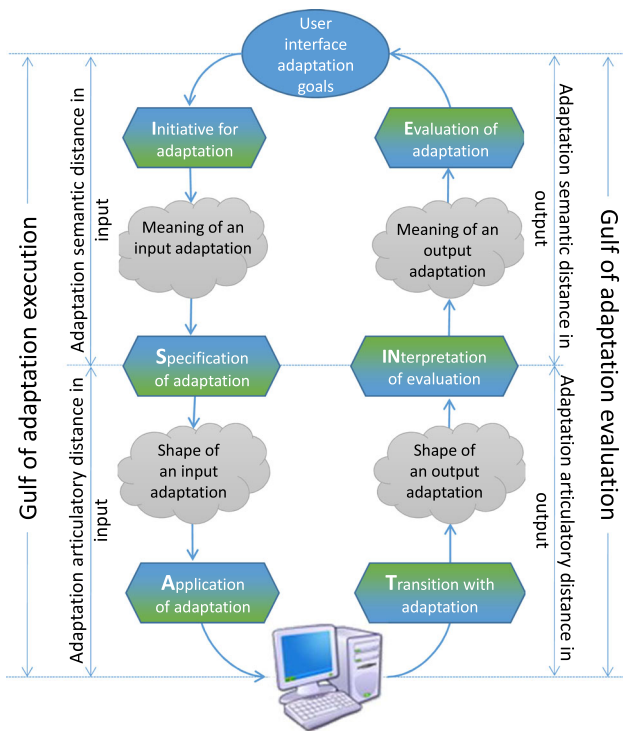 User
interface
adaptation
goals
Initiative for
adaptation
Meaning of an
input adaptation
Specification
of adaptation
Shape of
an input
adaptation
Application
of adaptation
Transition with
adaptation
Shape of
an output
adaptation
INterpretation
of evaluation
Meaning of an
output
adaptation
Evaluation of
adaptation
Gulf of adaptation execution
Adaptation semantic distance in
input
Adaptation articulatory distance in
input
Adaptation semantic distance in
output
Adaptation articulatory distance in
output
Gulf of adaptation evaluation